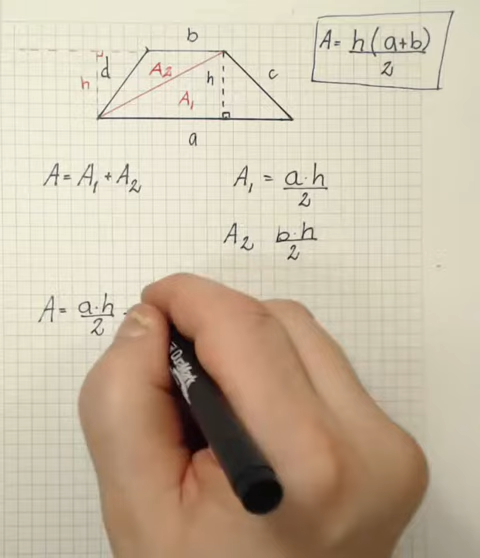 b
A = h(a+b)/2
d
A₂
h
h
c
A₁
a
A = A₁ + A₂
A₁ = a·h/2
A₂ b·h/2
A = a·h/2